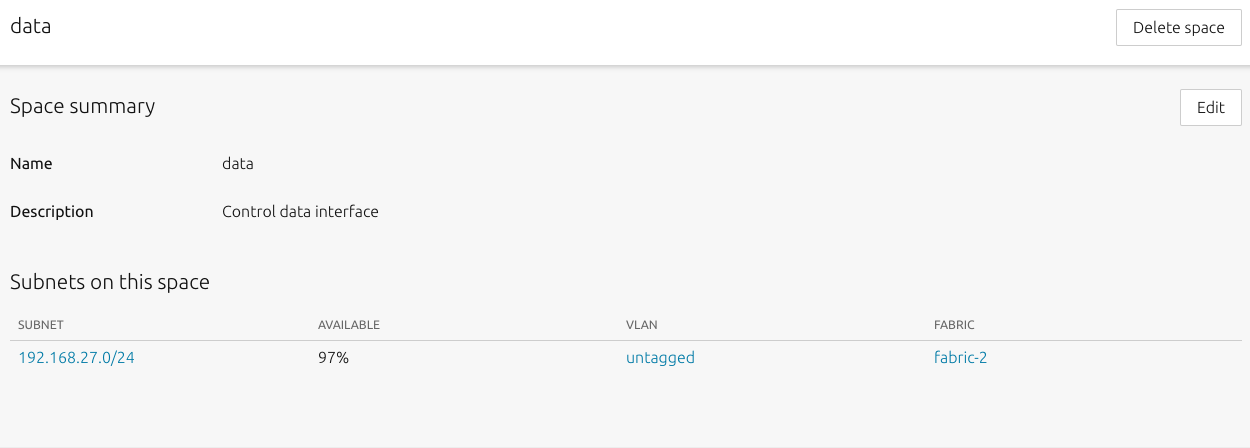 data
Delete space
Space summary
Edit
Name data
Description Control data interface
Subnets on this space
SUBNET AVAILABLE VLAN FABRIC
192.168.27.0/24 97% untagged fabric-2